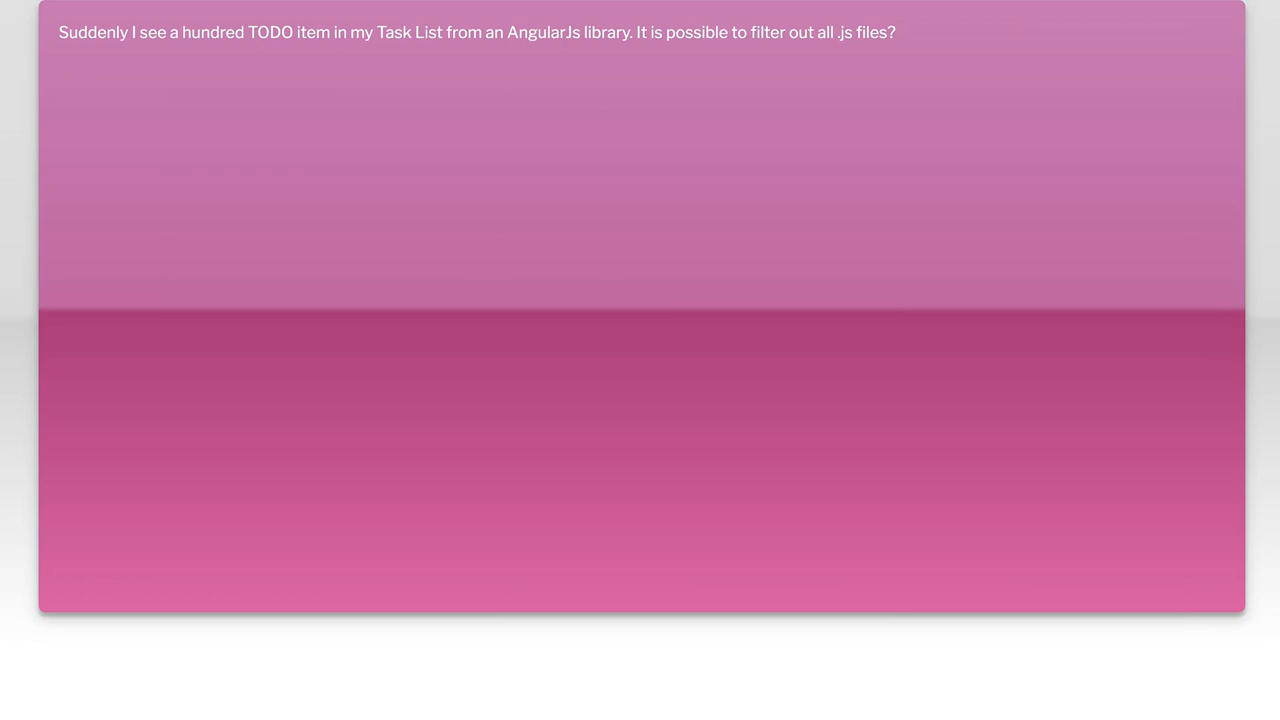 Suddenly I see a hundred TODO item in my Task List from an AngularJs library. It is possible to filter out all .js files?